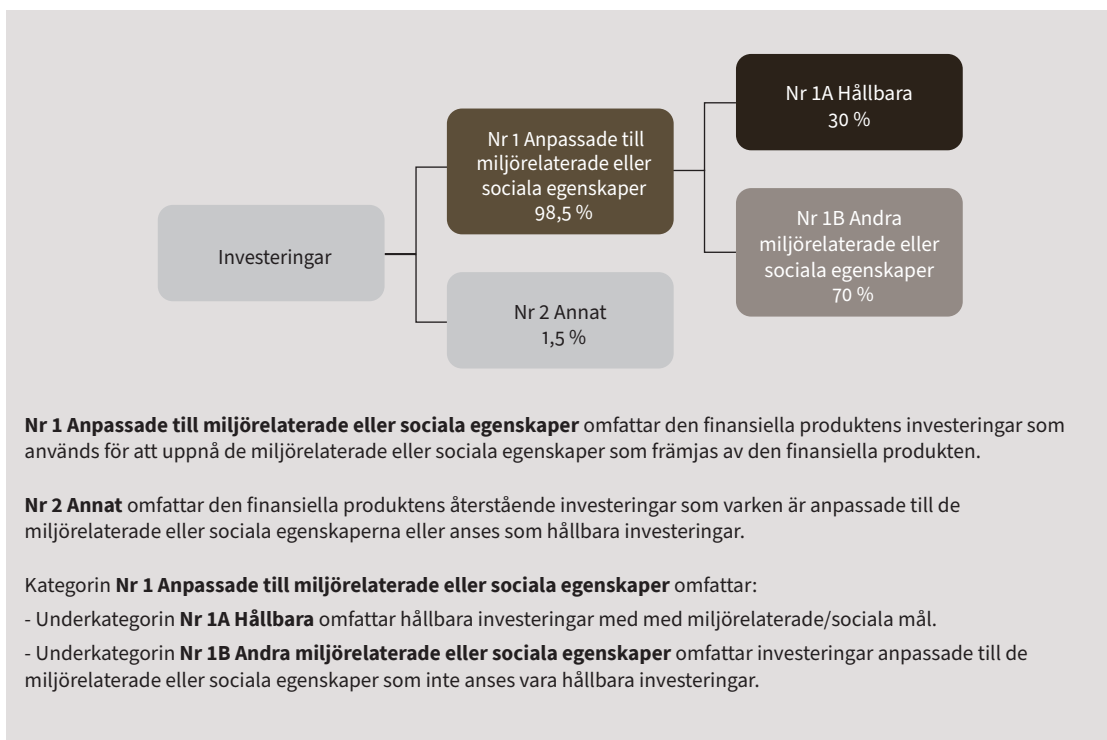 Investeringar
Nr 1 Anpassade till
miljörelaterade eller
sociala egenskaper
98,5 %
Nr 2 Annat
1,5 %
Nr 1A Hållbara
30 %
Nr 1B Andra
miljörelaterade eller
sociala egenskaper
70 %
Nr 1 Anpassade till miljörelaterade eller sociala egenskaper omfattar den finansiella produktens investeringar som
används för att uppnå de miljörelaterade eller sociala egenskaper som främjas av den finansiella produkten.
Nr 2 Annat omfattar den finansiella produktens återstående investeringar som varken är anpassade till de
miljörelaterade eller sociala egenskaperna eller anses som hållbara investeringar.
Kategorin Nr 1 Anpassade till miljörelaterade eller sociala egenskaper omfattar:
- Underkategorin Nr 1A Hållbara omfattar hållbara investeringar med med miljörelaterade/sociala mål.
- Underkategorin Nr 1B Andra miljörelaterade eller sociala egenskaper omfattar investeringar anpassade till de
miljörelaterade eller sociala egenskaper som inte anses vara hållbara investeringar.